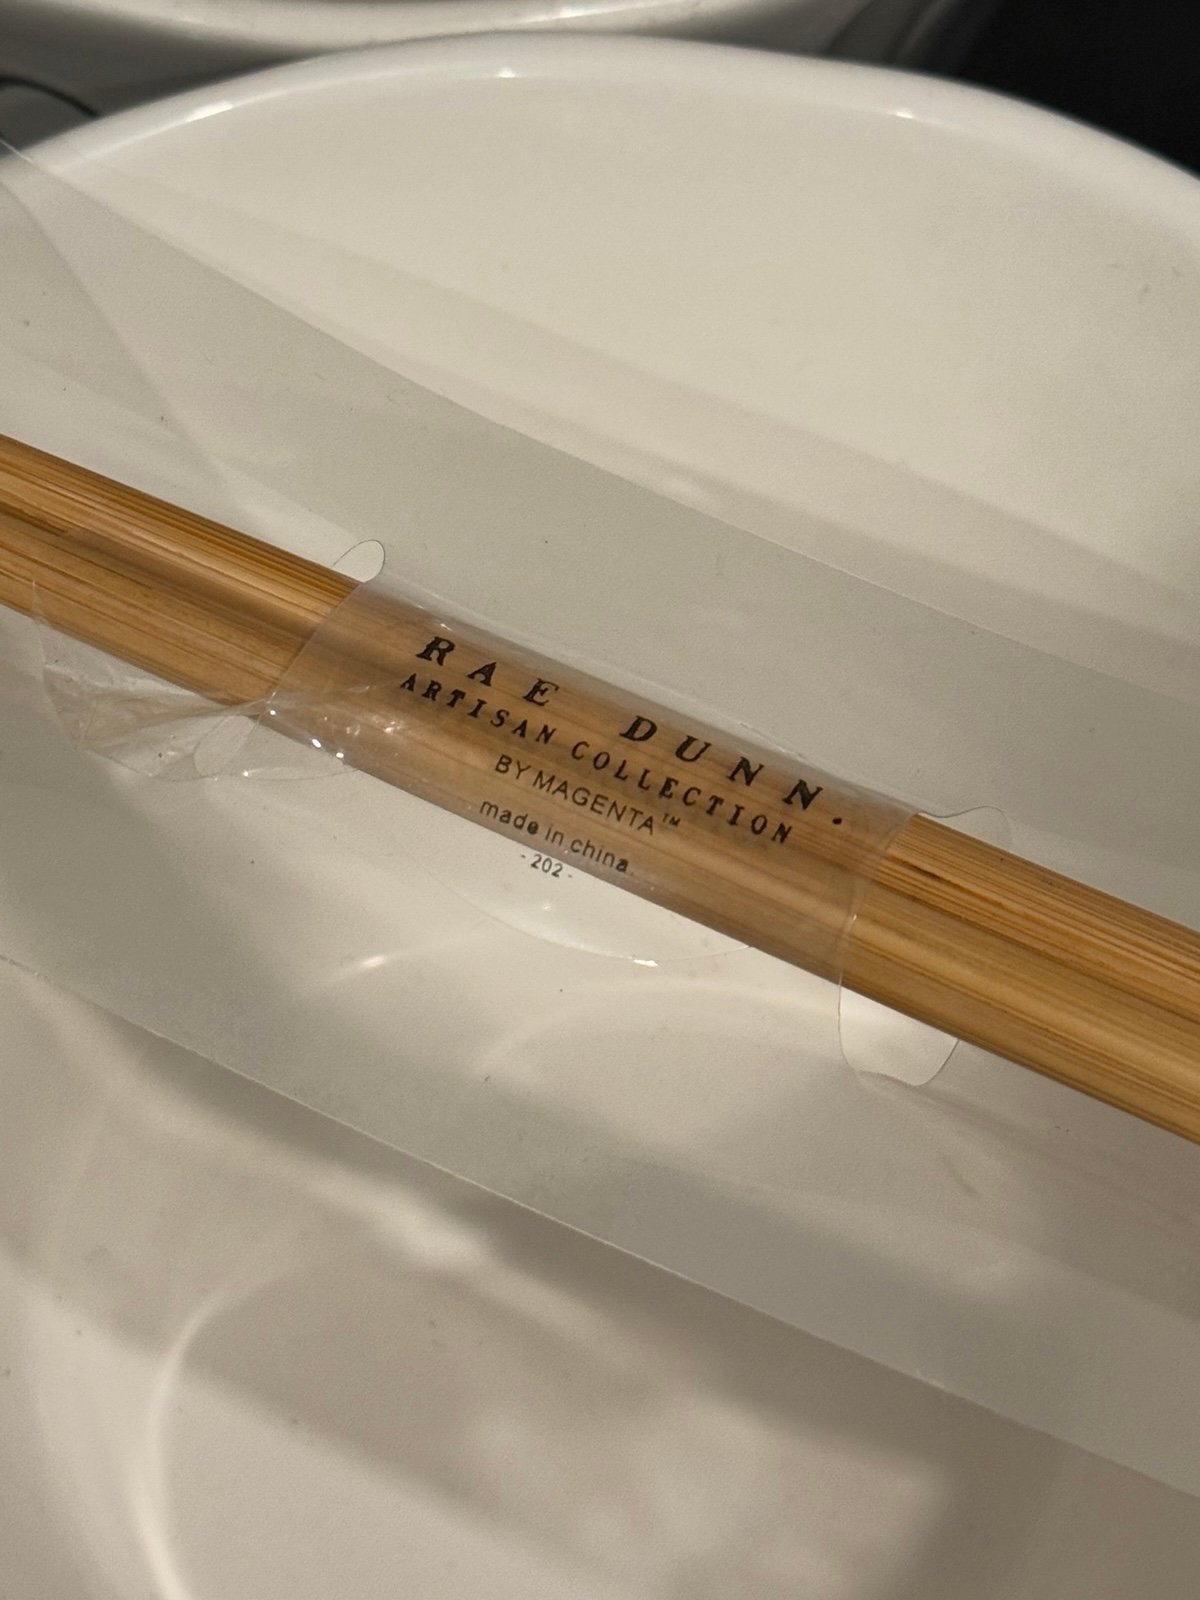 RAE DUNN.
ARTISAN COLLECTION
BY MAGENTA™
made in china
-202-